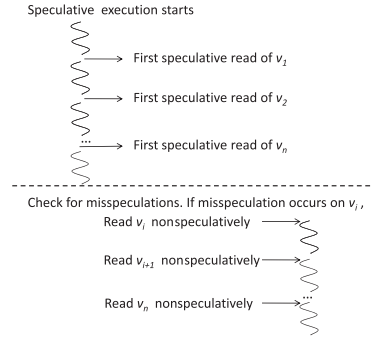 Speculative execution starts
First speculative read of v1
First speculative read of v2
...
First speculative read of vn
Check for misspeculations. If misspeculation occurs on vi ,
Read vi nonspeculatively
Read vi+1 nonspeculatively
...
Read vn nonspeculatively